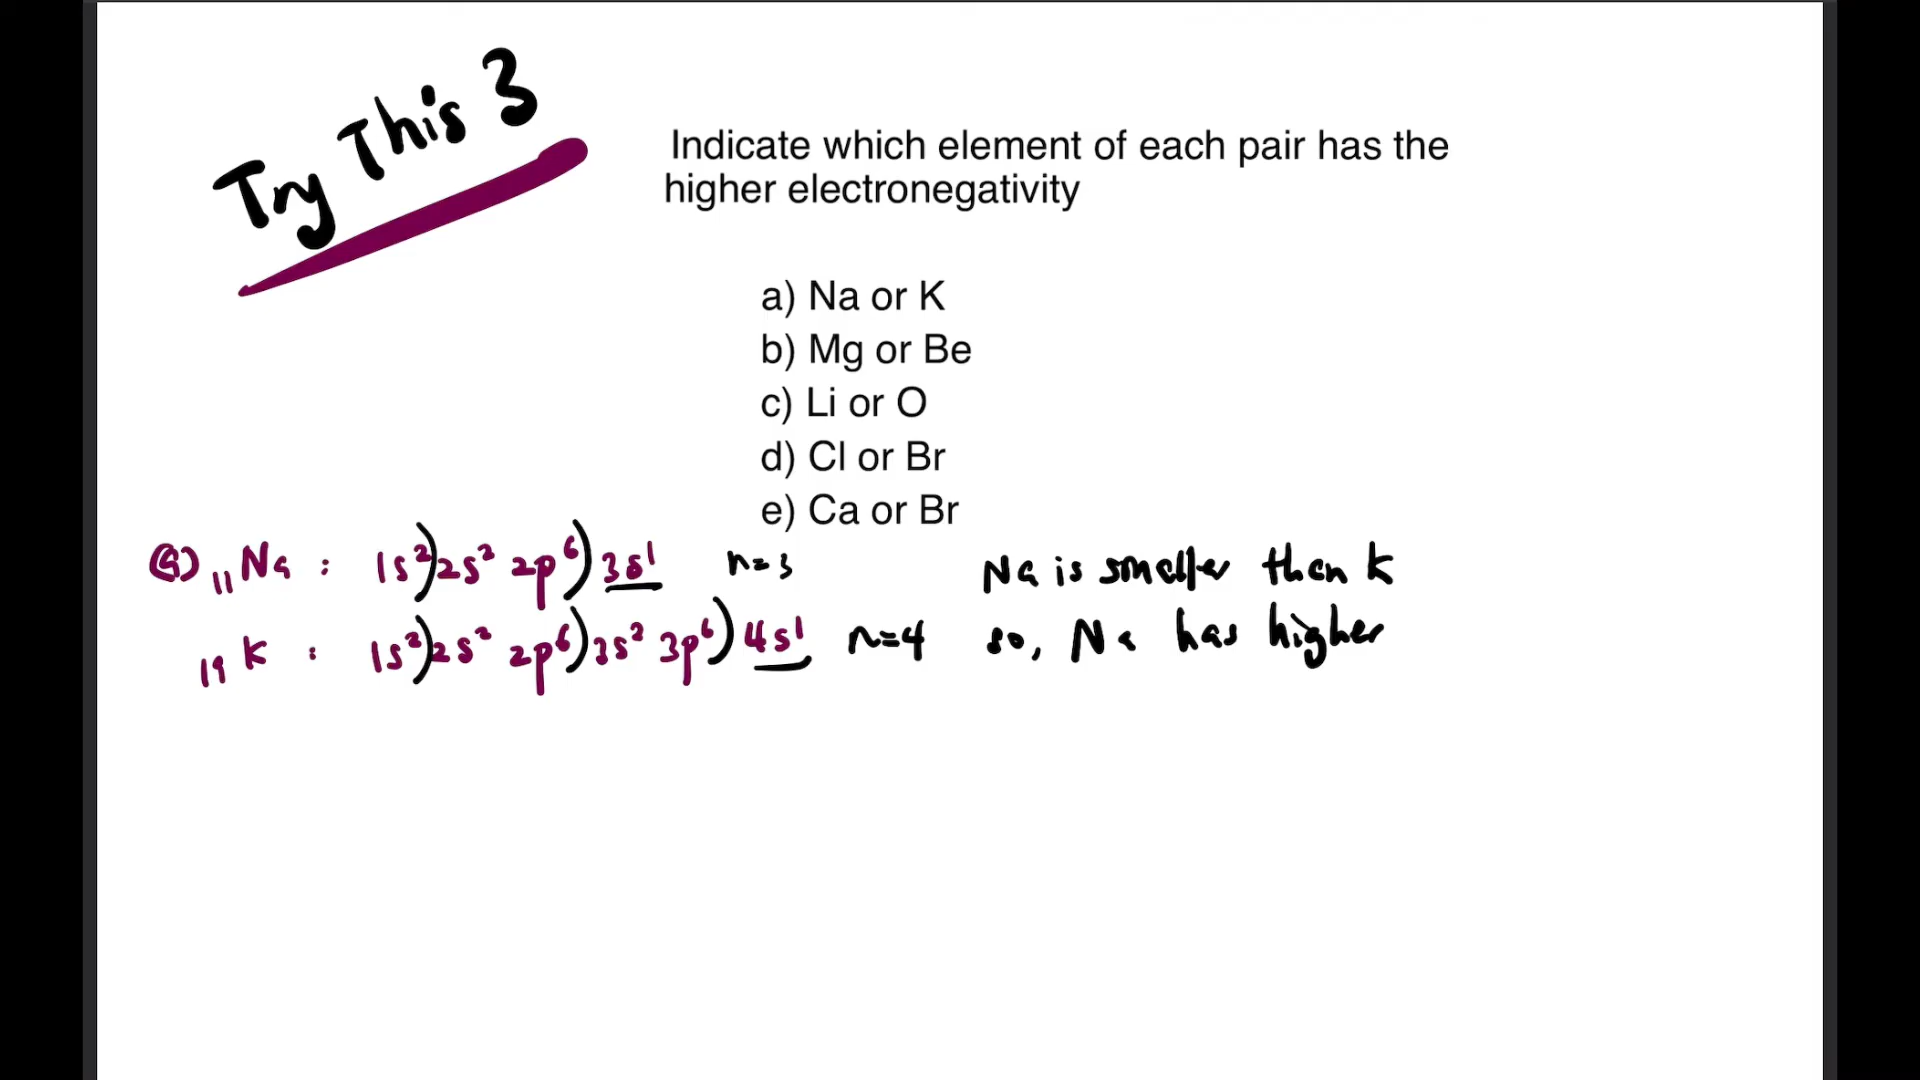 Try This 3
Indicate which element of each pair has the
higher electronegativity
a) Na or K
b) Mg or Be
c) Li or O
d) Cl or Br
e) Ca or Br
a) ₁₁Na : 1s²)2s² 2p⁶)3s¹ n=3 Na is smaller than K
₁₉K : 1s²)2s² 2p⁶)3s² 3p⁶)4s¹ n=4 so, Na has higher